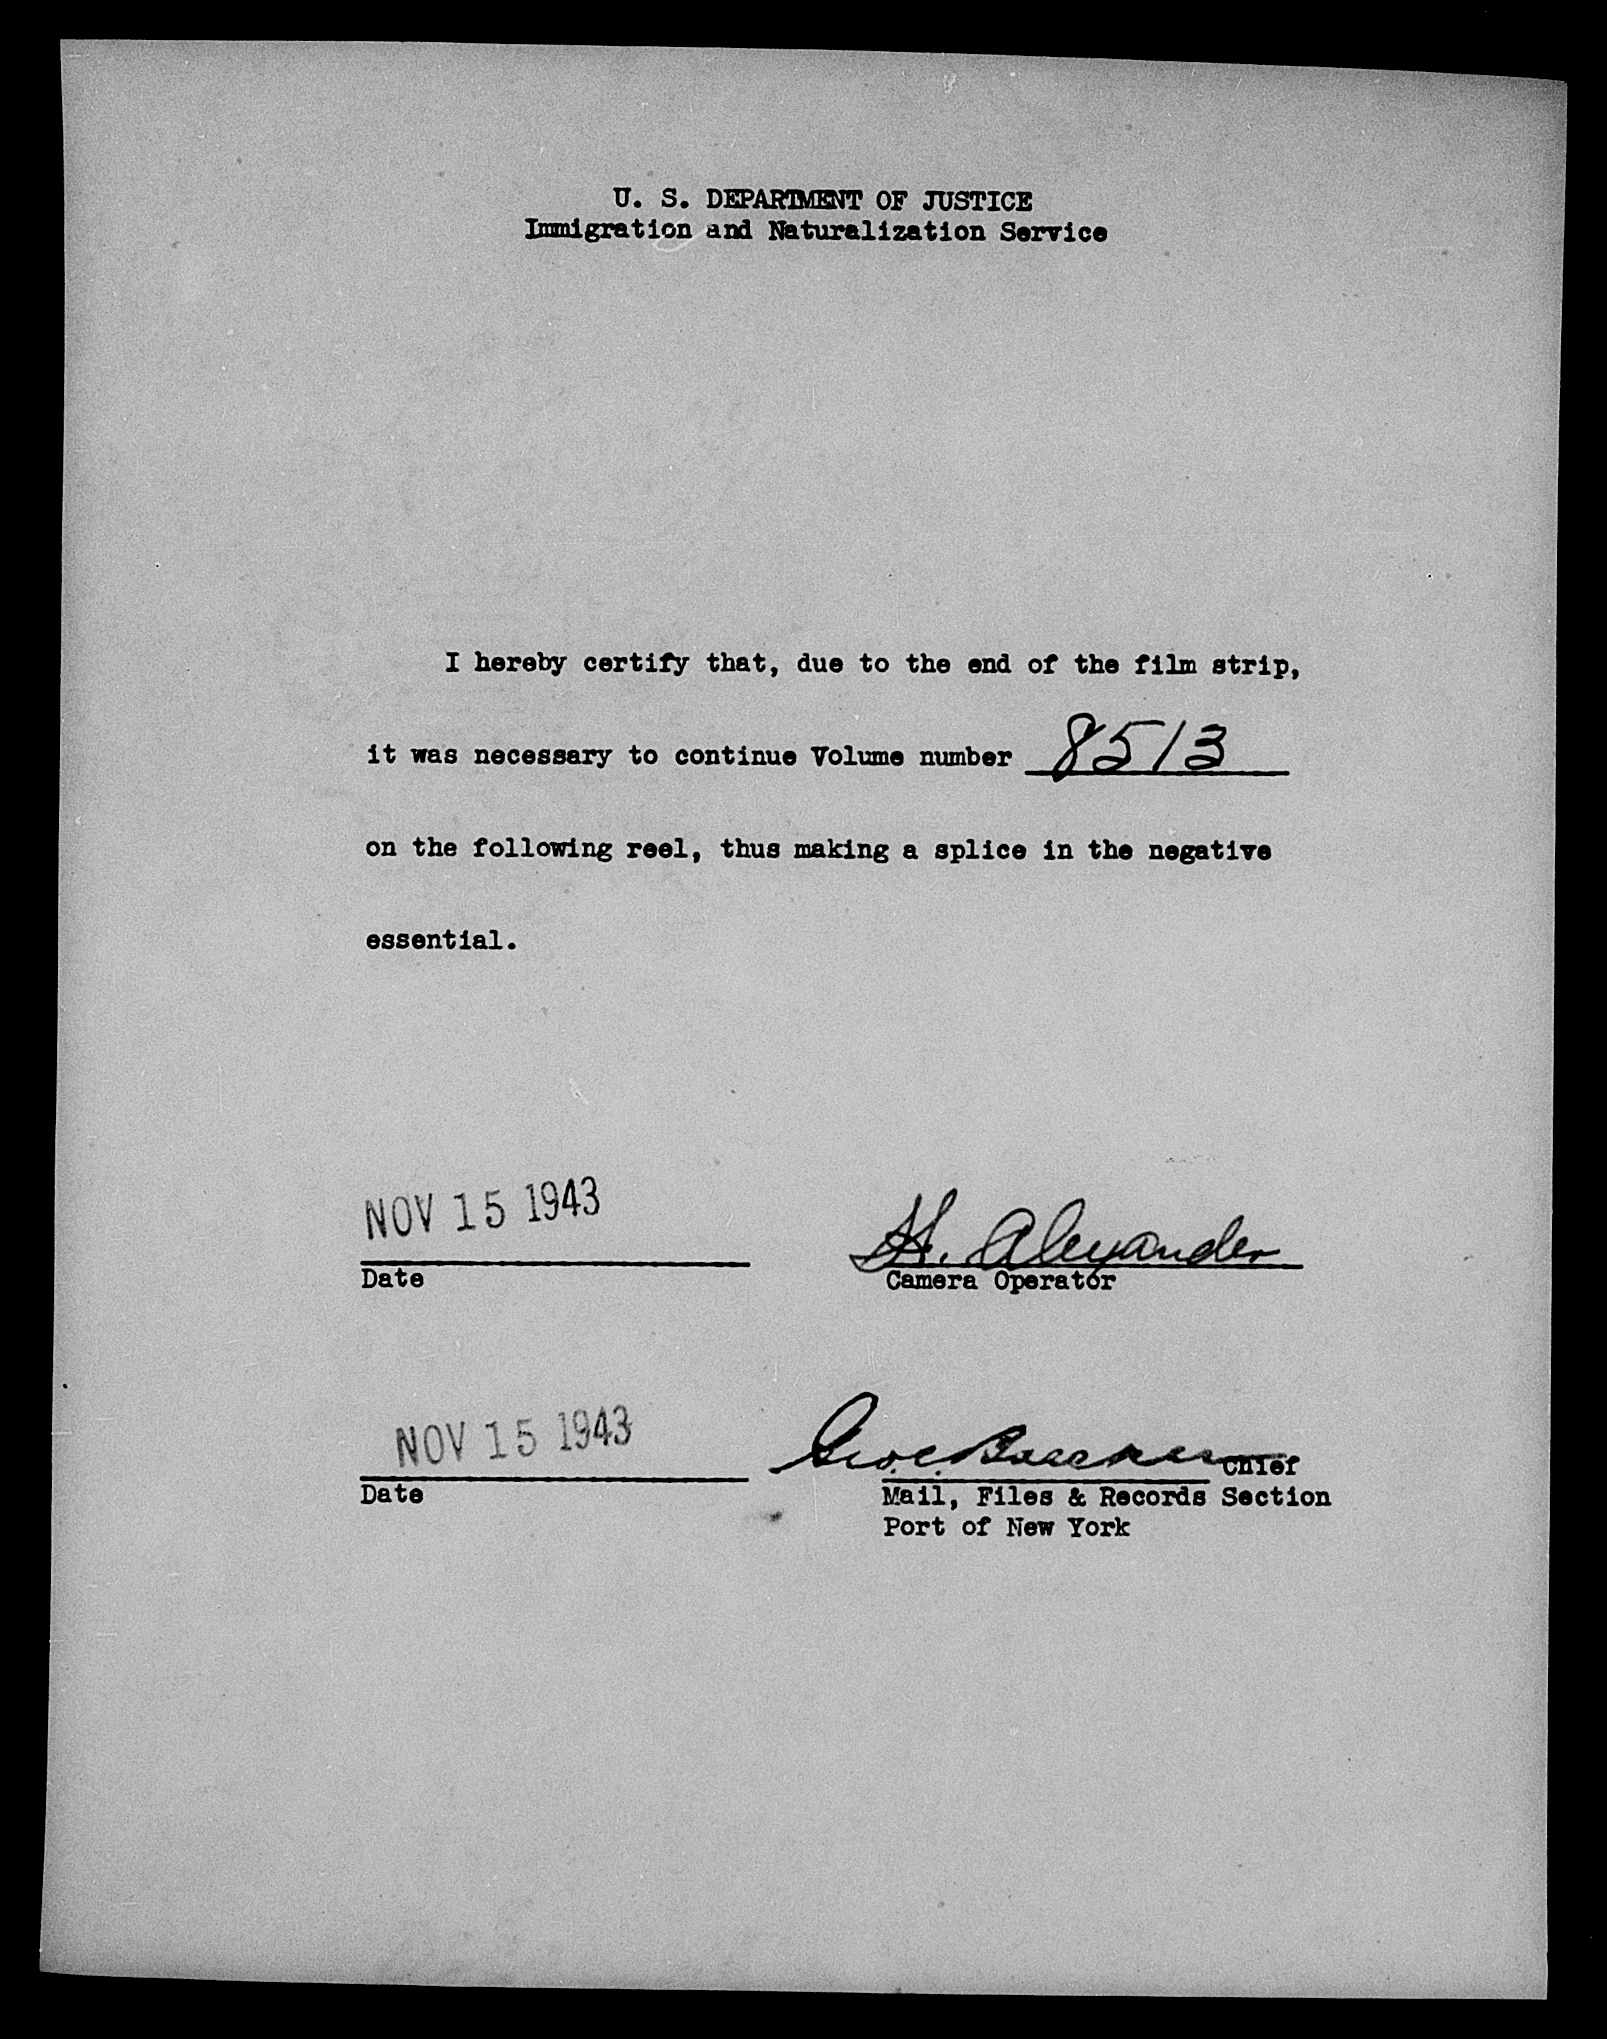 U. S. DEPARTMENT OF JUSTICE
Immigration and Naturalization Service
I hereby certify that, due to the end of the film strip,
it was necessary to continue Volume number 8513
on the following reel, thus making a splice in the negative
essential.
NOV 15 1943
H. Alexander
Date
Camera Operator
NOV 15 1943
Geo. C. Chief
Date
Mail, Files & Records Section
Port of New York